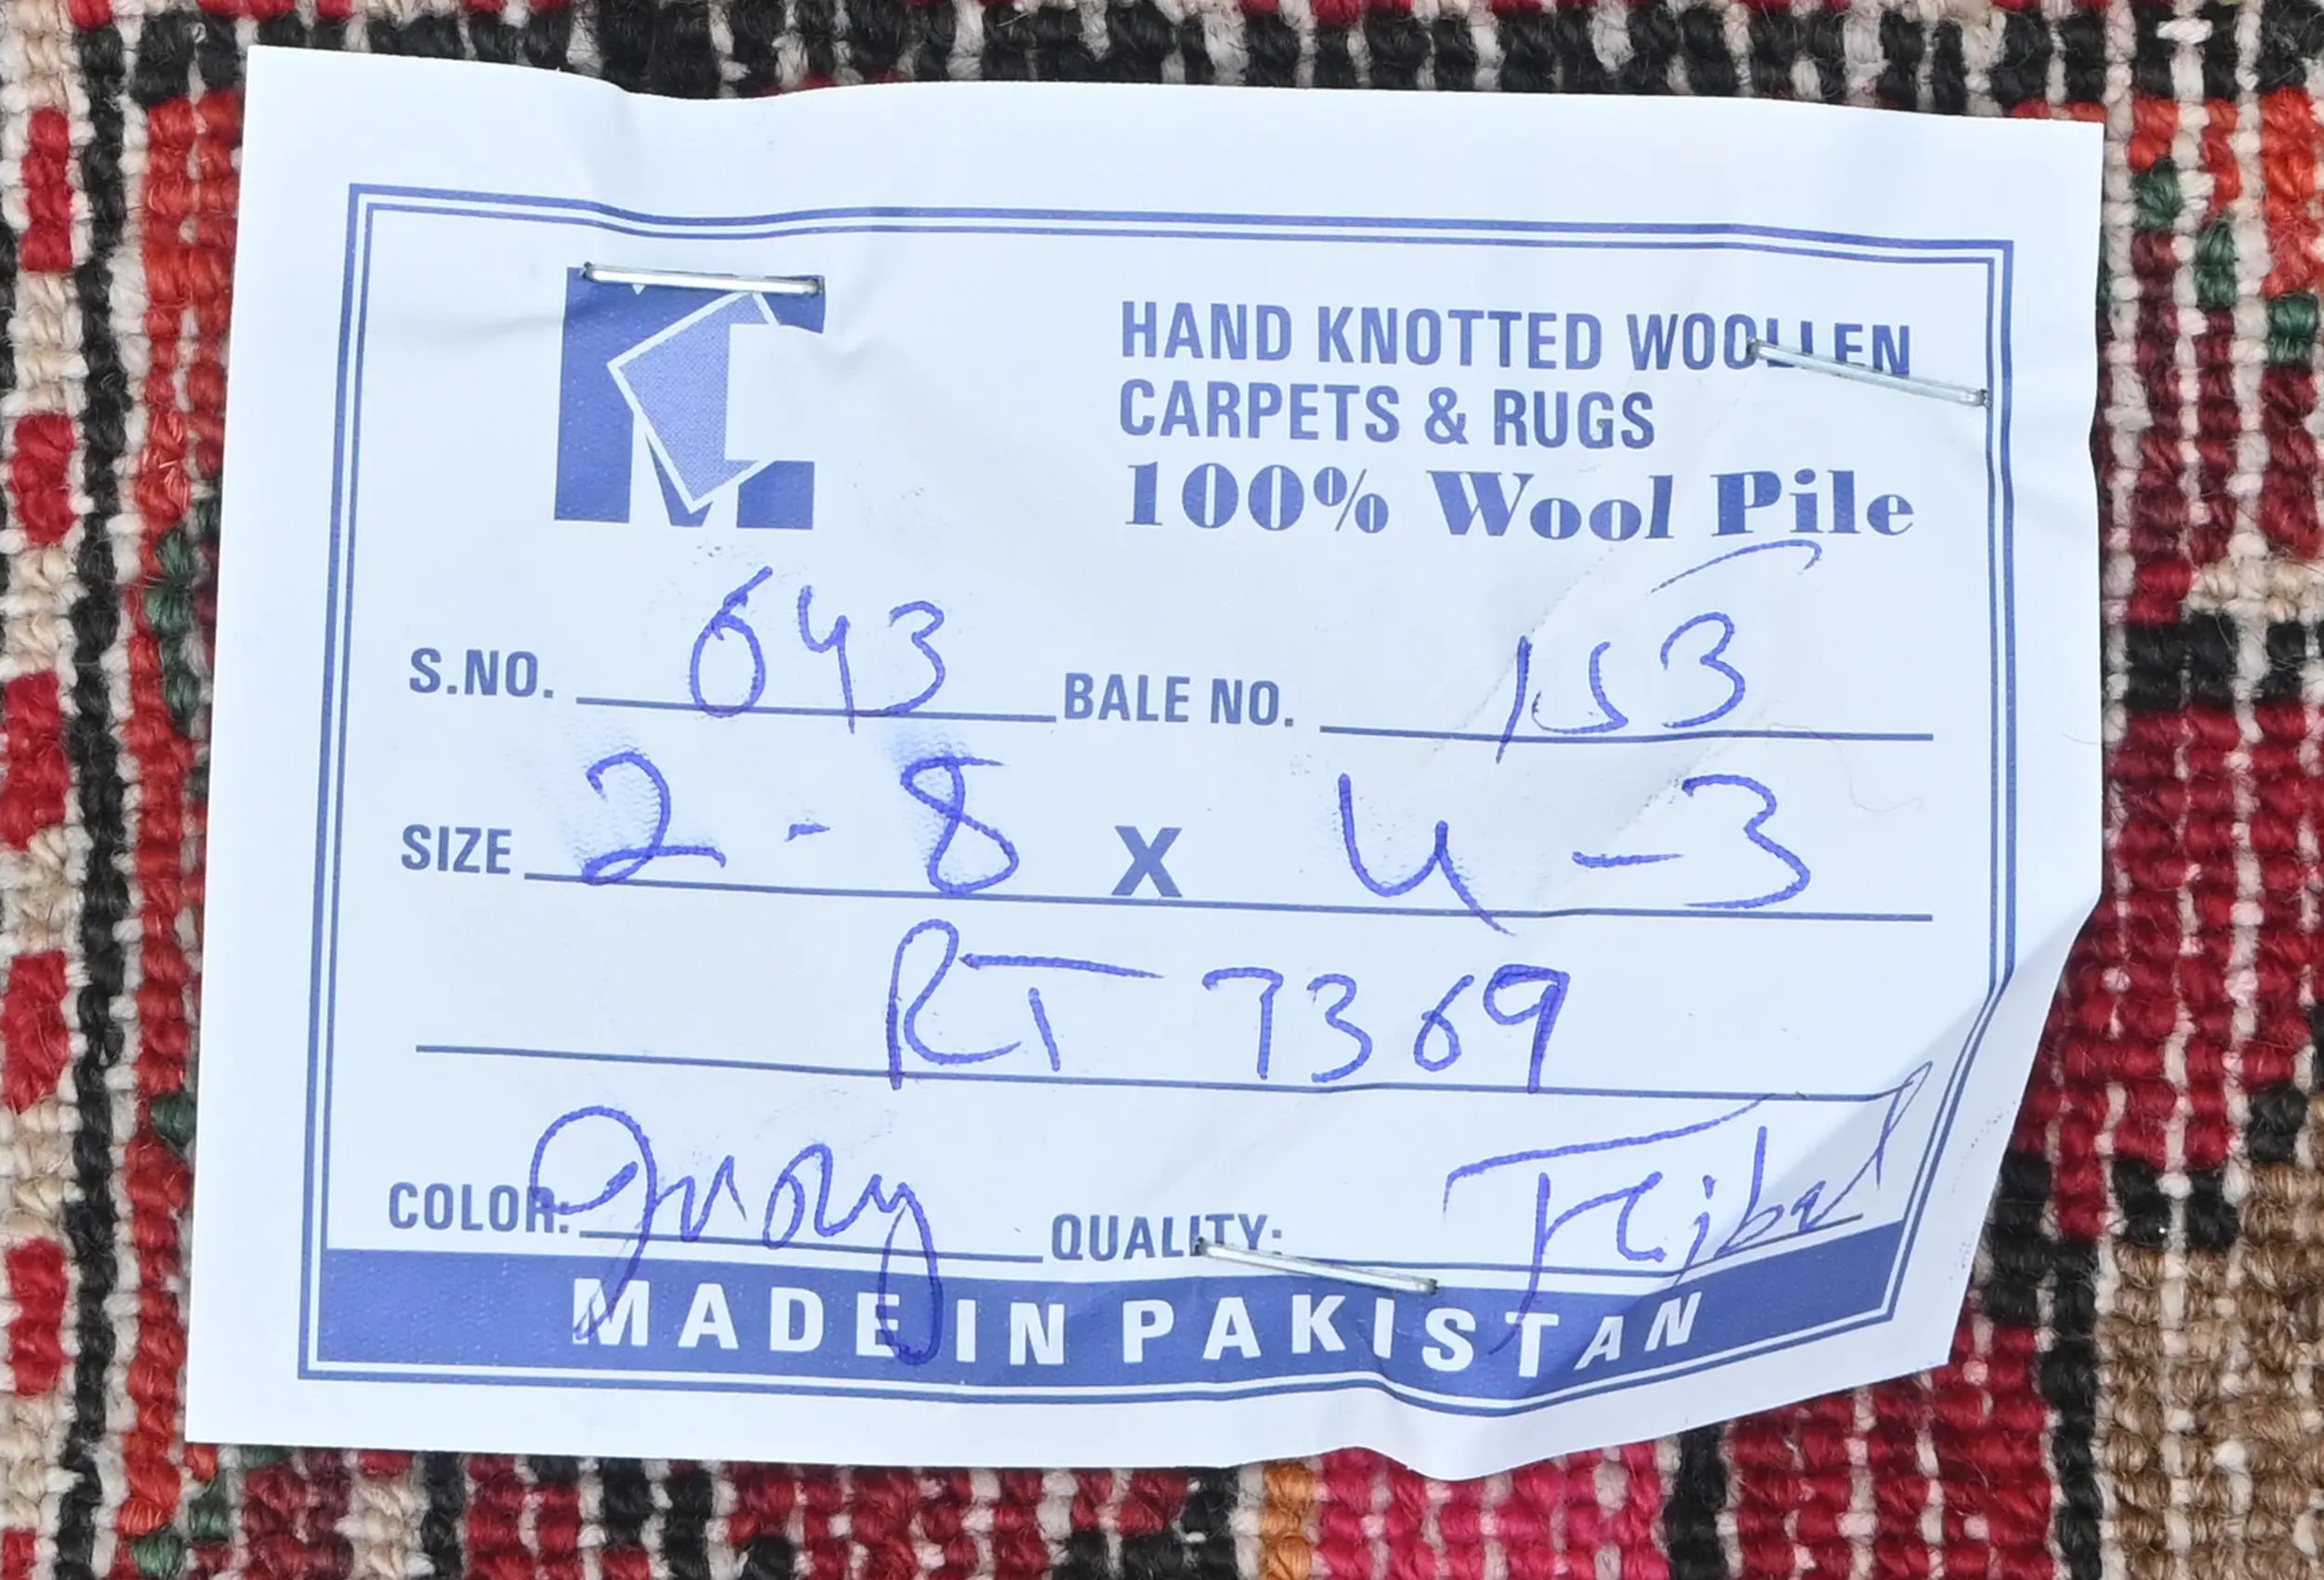 HAND KNOTTED WOOLLEN
CARPETS & RUGS
100% Wool Pile
S.NO. 643 BALE NO. 153
SIZE 2-8 X 4-3
RT 7369
COLOR: QUALITY: Tribal
MADE IN PAKISTAN